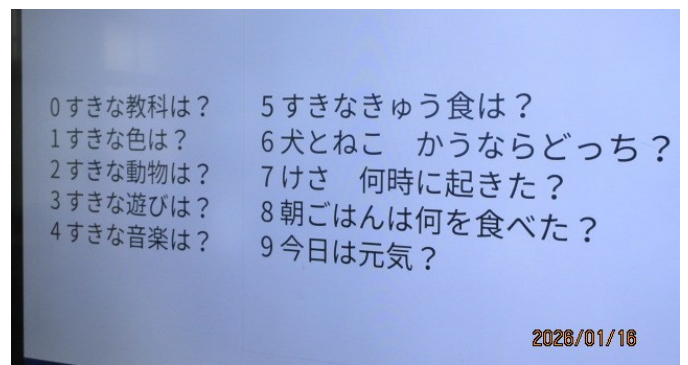 0すきな教科は？
1すきな色は？
2すきな動物は？
3すきな遊びは？
4すきな音楽は？
5すきなきゅう食は？
6犬とねこ　かうならどっち？
7けさ　何時に起きた？
8朝ごはんは何を食べた？
9今日は元気？
2026/01/16